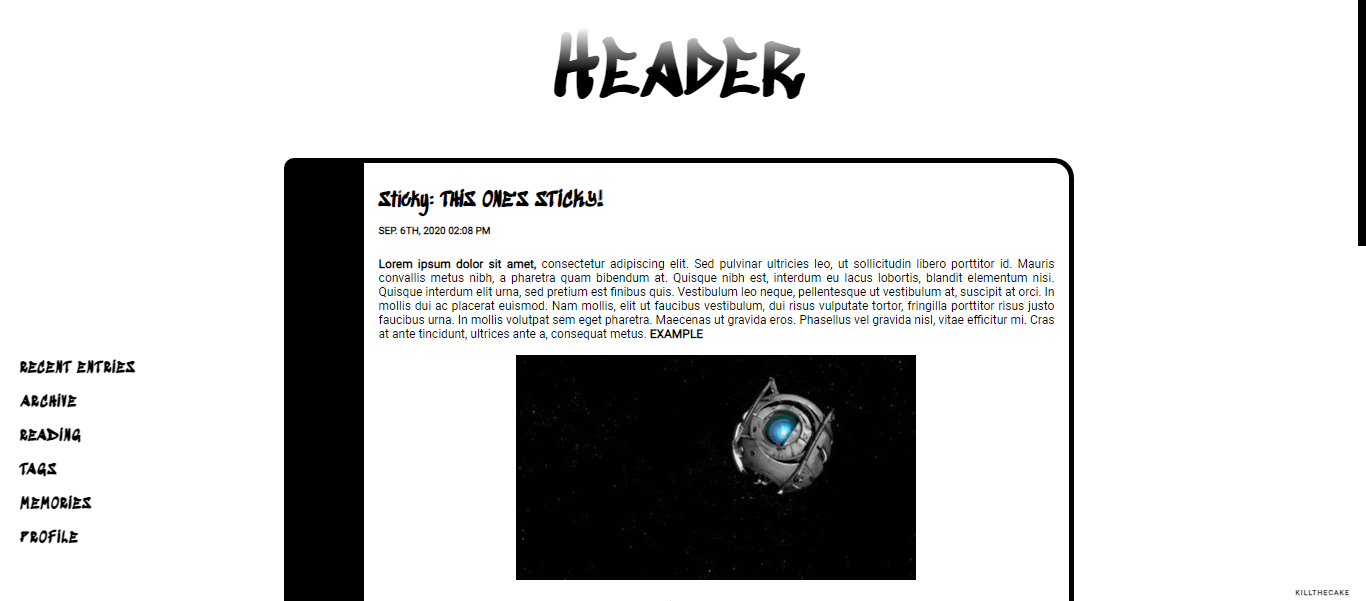 HEADER
Sticky: THIS ONE'S STICKY!
SEP. 6TH, 2020 02:08 PM
Lorem ipsum dolor sit amet, consectetur adipiscing elit. Sed pulvinar ultricies leo, ut sollicitudin libero porttitor id. Mauris
convallis metus nibh, a pharetra quam bibendum at. Quisque nibh est, interdum eu lacus lobortis, blandit elementum nisi.
Quisque interdum elit urna, sed pretium est finibus quis. Vestibulum leo neque, pellentesque ut vestibulum at, suscipit at orci. In
mollis dui ac placerat euismod. Nam mollis, elit ut faucibus vestibulum, dui risus vulputate tortor, fringilla porttitor risus justo
faucibus urna. In mollis volutpat sem eget pharetra. Maecenas ut gravida eros. Phasellus vel gravida nisl, vitae efficitur mi. Cras
at ante tincidunt, ultrices ante a, consequat metus. EXAMPLE
RECENT ENTRIES
ARCHIVE
READING
TAGS
MEMORIES
PROFILE
KILLTHECAKE